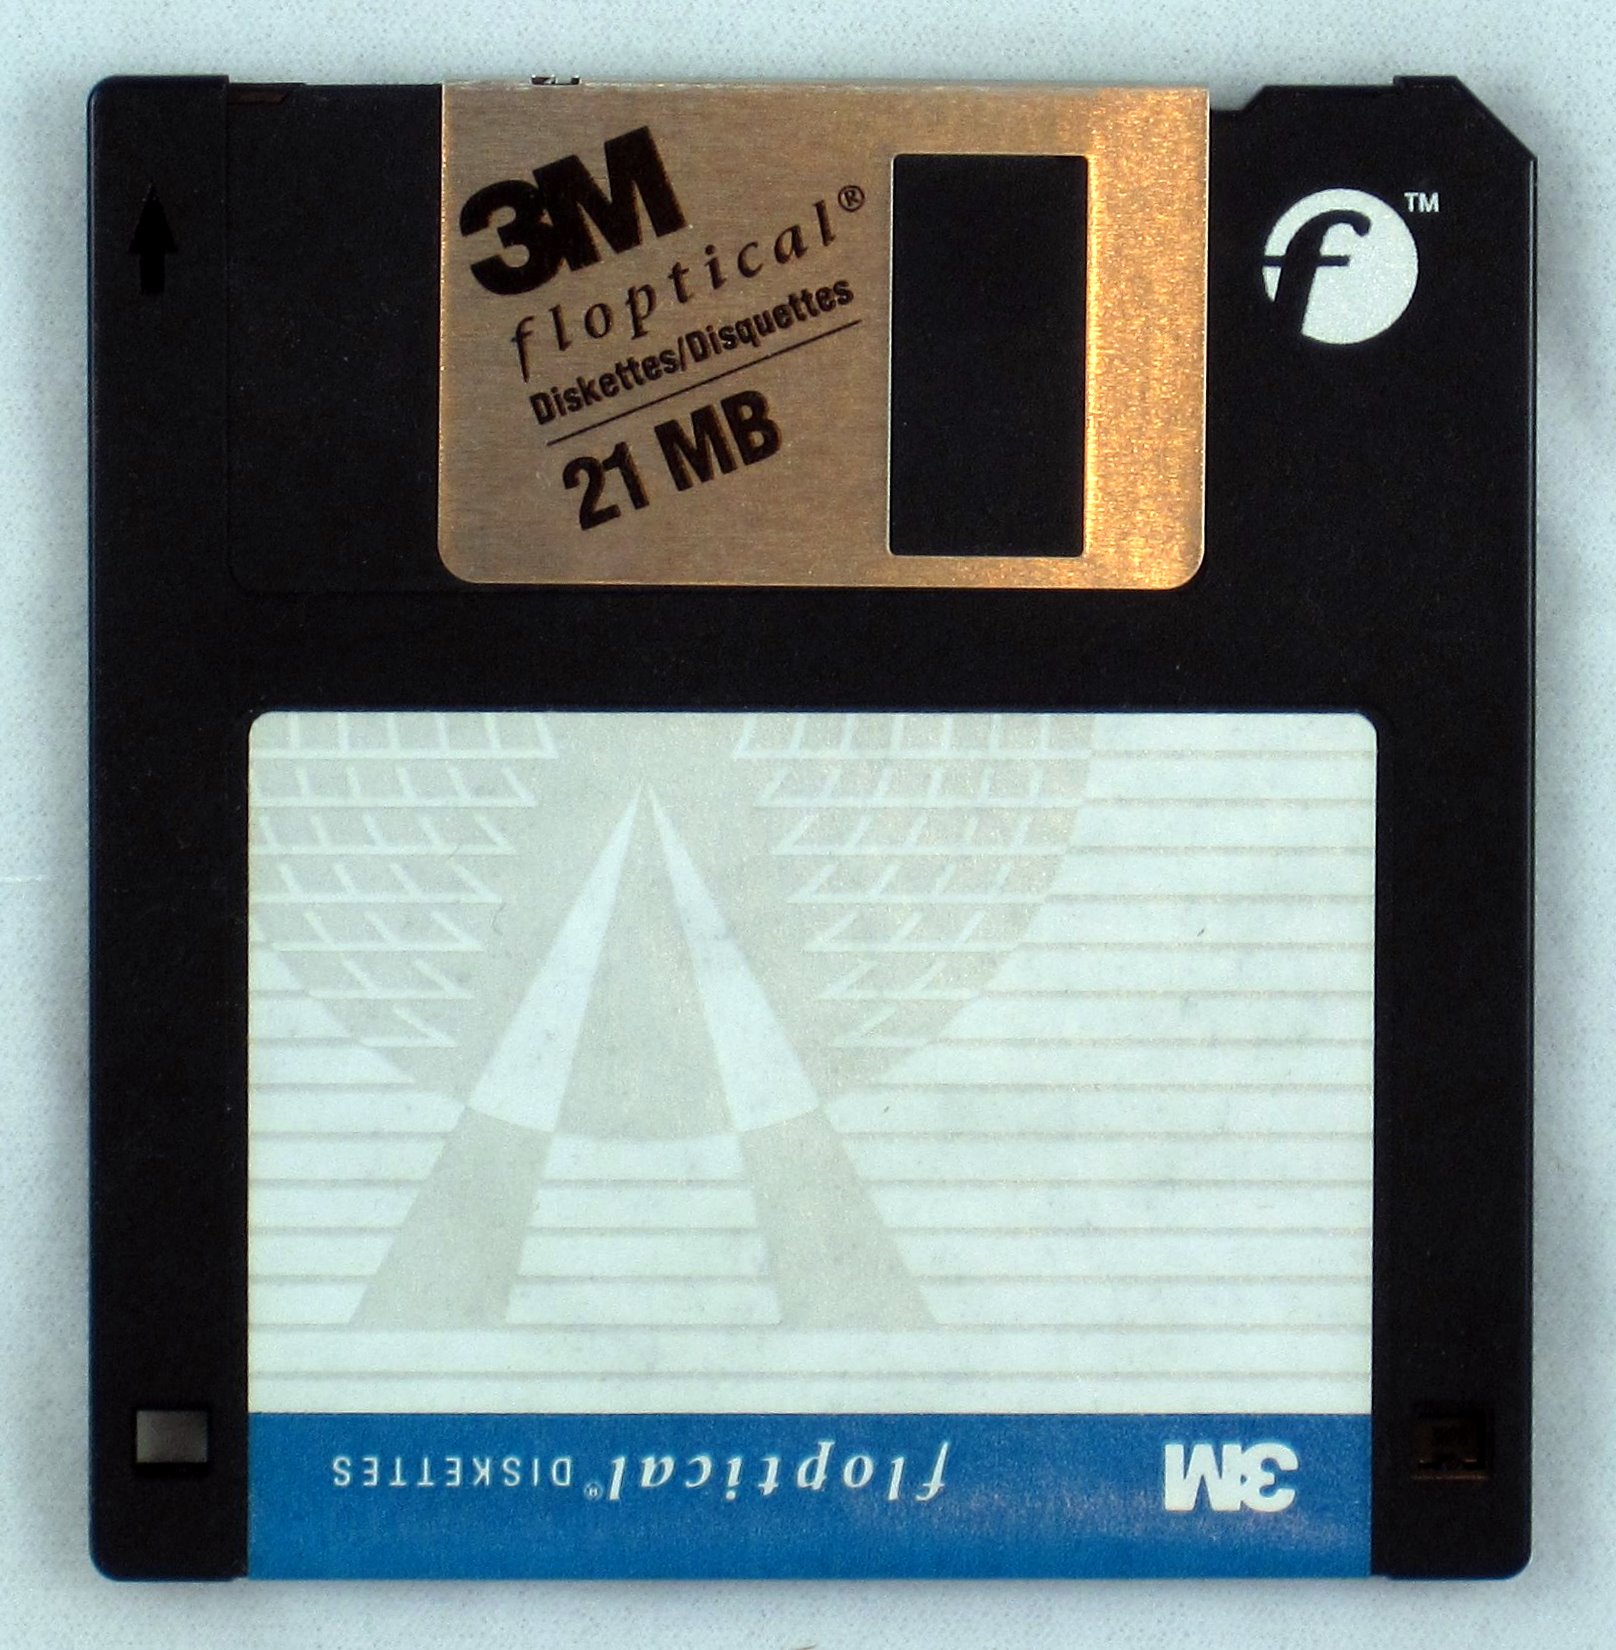 3M
floptical®
Diskettes/Disquettes
21 MB
f™
3M floptical® DISKETTES